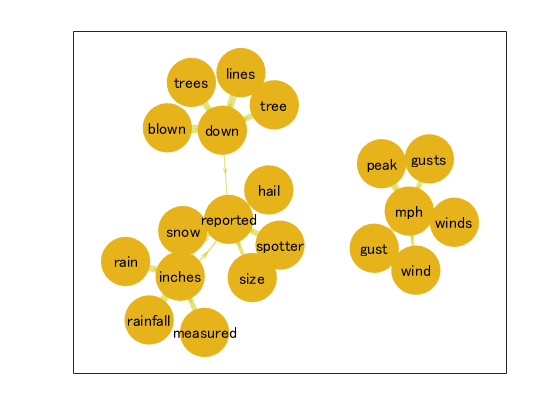 lines
trees
tree
blown
down
peak
gusts
hail
mph
reported
winds
snow
spotter
gust
rain
inches
size
wind
rainfall
measured